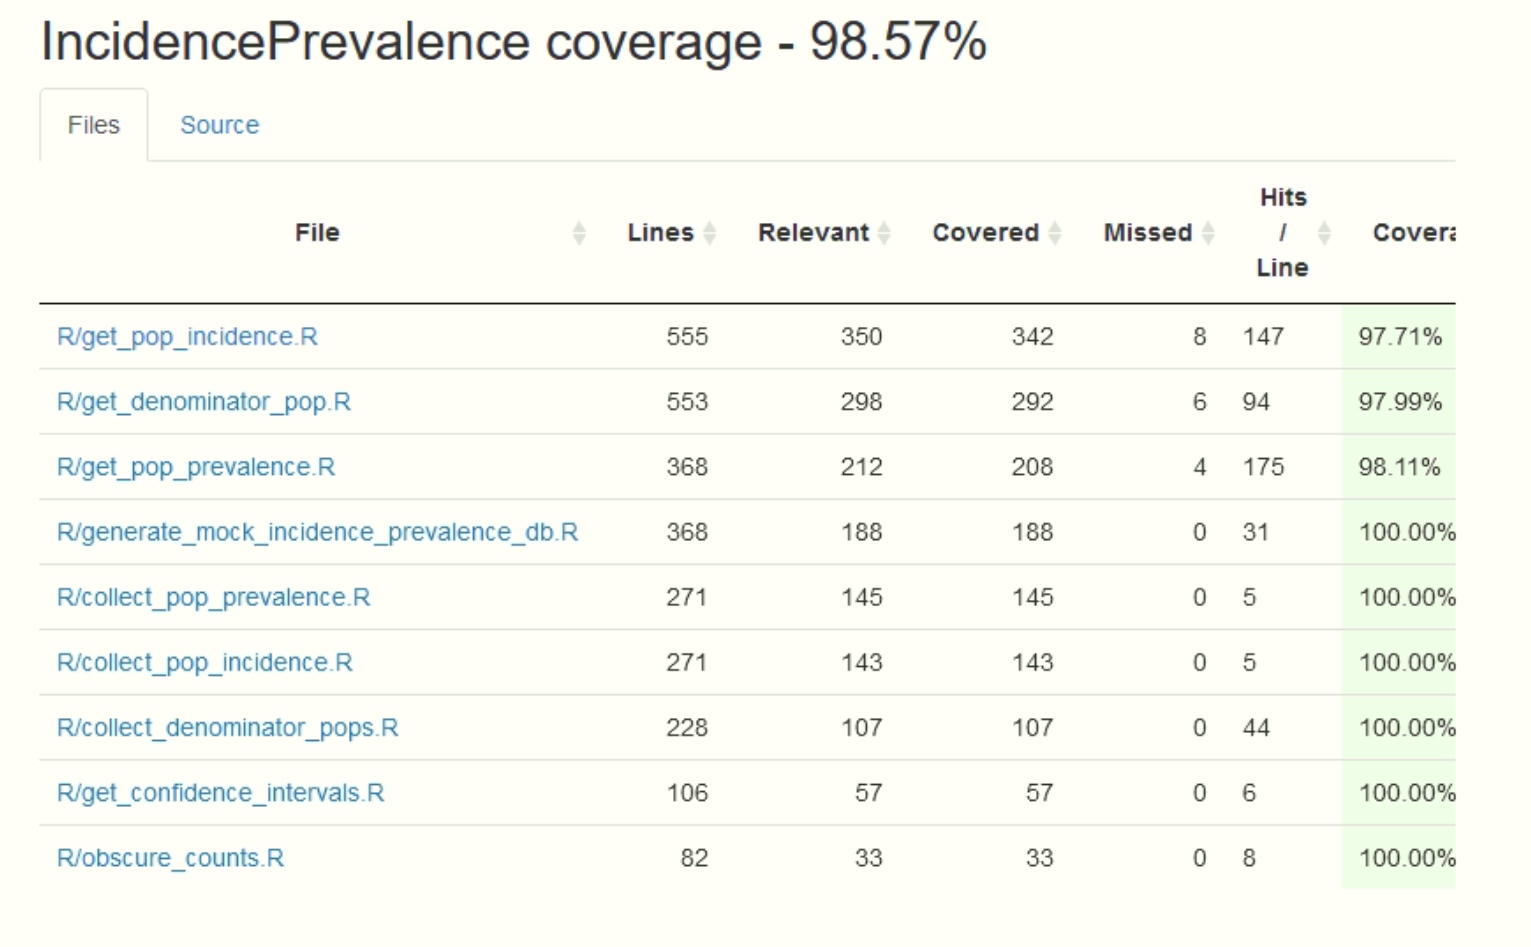 IncidencePrevalence coverage - 98.57%
Files Source
File Lines Relevant Covered Missed Hits / Line Covera
R/get_pop_incidence.R 555 350 342 8 147 97.71%
R/get_denominator_pop.R 553 298 292 6 94 97.99%
R/get_pop_prevalence.R 368 212 208 4 175 98.11%
R/generate_mock_incidence_prevalence_db.R 368 188 188 0 31 100.00%
R/collect_pop_prevalence.R 271 145 145 0 5 100.00%
R/collect_pop_incidence.R 271 143 143 0 5 100.00%
R/collect_denominator_pops.R 228 107 107 0 44 100.00%
R/get_confidence_intervals.R 106 57 57 0 6 100.00%
R/obscure_counts.R 82 33 33 0 8 100.00%